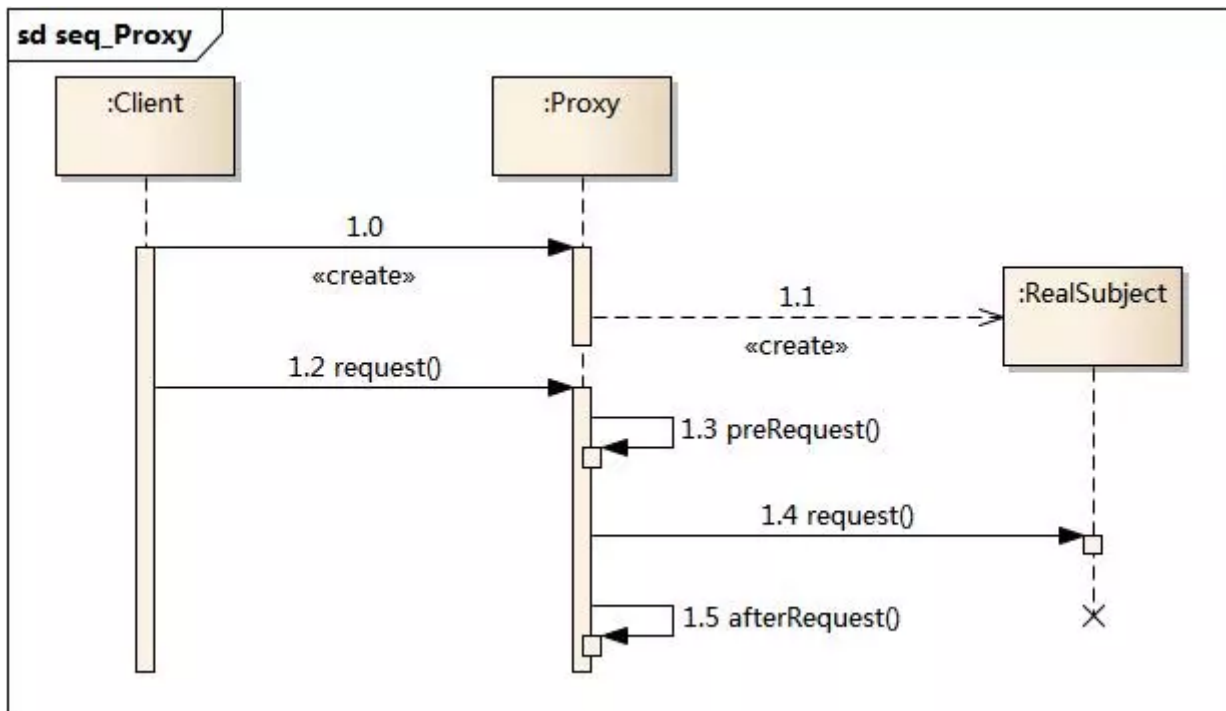 sd seq_Proxy
:Client
:Proxy
1.0
«create»
:RealSubject
1.1
«create»
1.2 request()
1.3 preRequest()
1.4 request()
1.5 afterRequest()